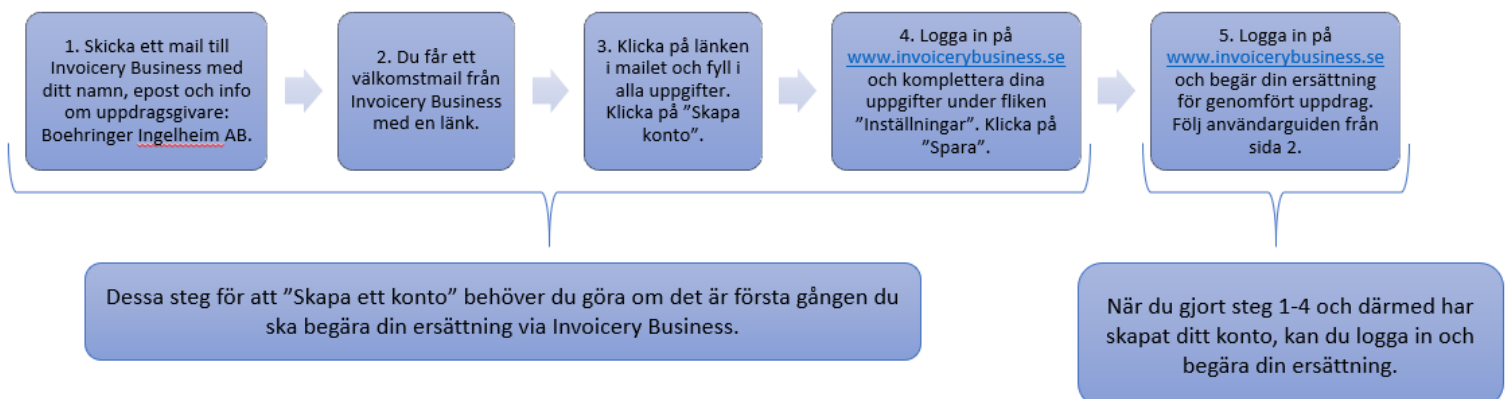 1. Skicka ett mail till
Invoicery Business med
ditt namn, epost och info
om uppdragsgivare:
Boehringer Ingelheim AB.
2. Du får ett
välkomstmail från
Invoicery Business
med en länk.
3. Klicka på länken
i mailet och fyll i
alla uppgifter.
Klicka på ”Skapa
konto”.
4. Logga in på
www.invoicerybusiness.se
och komplettera dina
uppgifter under fliken
”Inställningar”. Klicka på
”Spara”.
5. Logga in på
www.invoicerybusiness.se
och begär din ersättning
för genomfört uppdrag.
Följ användarguiden från
sida 2.
Dessa steg för att ”Skapa ett konto” behöver du göra om det är första gången du
ska begära din ersättning via Invoicery Business.
När du gjort steg 1-4 och därmed har
skapat ditt konto, kan du logga in och
begära din ersättning.